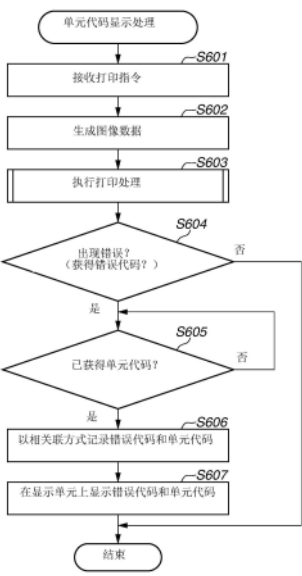 单元代码显示处理
S601
接收打印指令
S602
生成图像数据
S603
执行打印处理
S604
出现错误？
（获得错误代码？）
否
是
S605
已获得单元代码？
否
是
S606
以相关联方式记录错误代码和单元代码
S607
在显示单元上显示错误代码和单元代码
结束